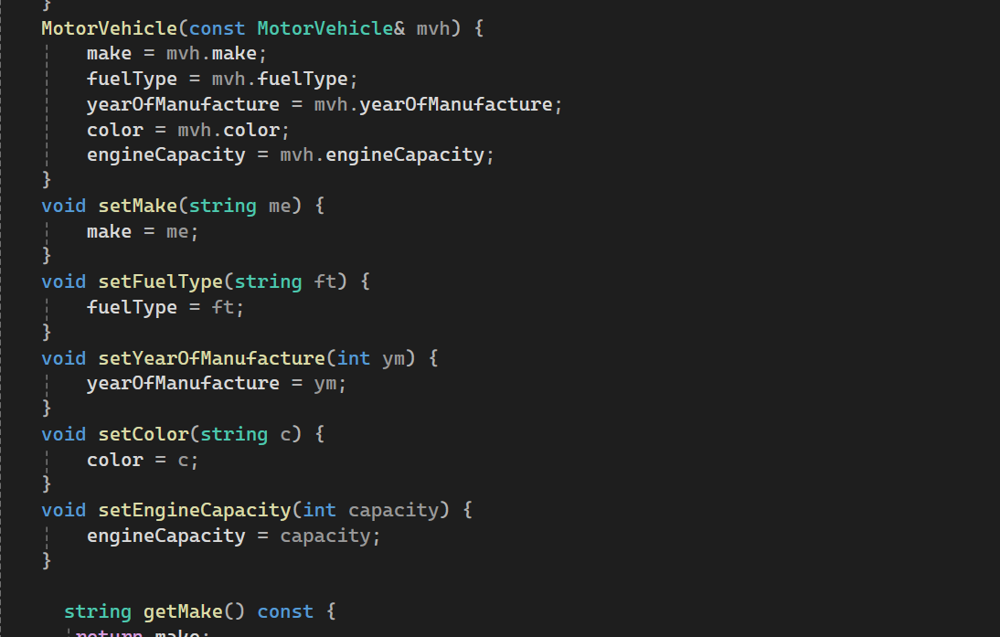 }
MotorVehicle(const MotorVehicle& mvh) {
make = mvh.make;
fuelType = mvh.fuelType;
yearOfManufacture = mvh.yearOfManufacture;
color = mvh.color;
engineCapacity = mvh.engineCapacity;
}
void setMake(string me) {
make = me;
}
void setFuelType(string ft) {
fuelType = ft;
}
void setYearOfManufacture(int ym) {
yearOfManufacture = ym;
}
void setColor(string c) {
color = c;
}
void setEngineCapacity(int capacity) {
engineCapacity = capacity;
}
string getMake() const {
return make;